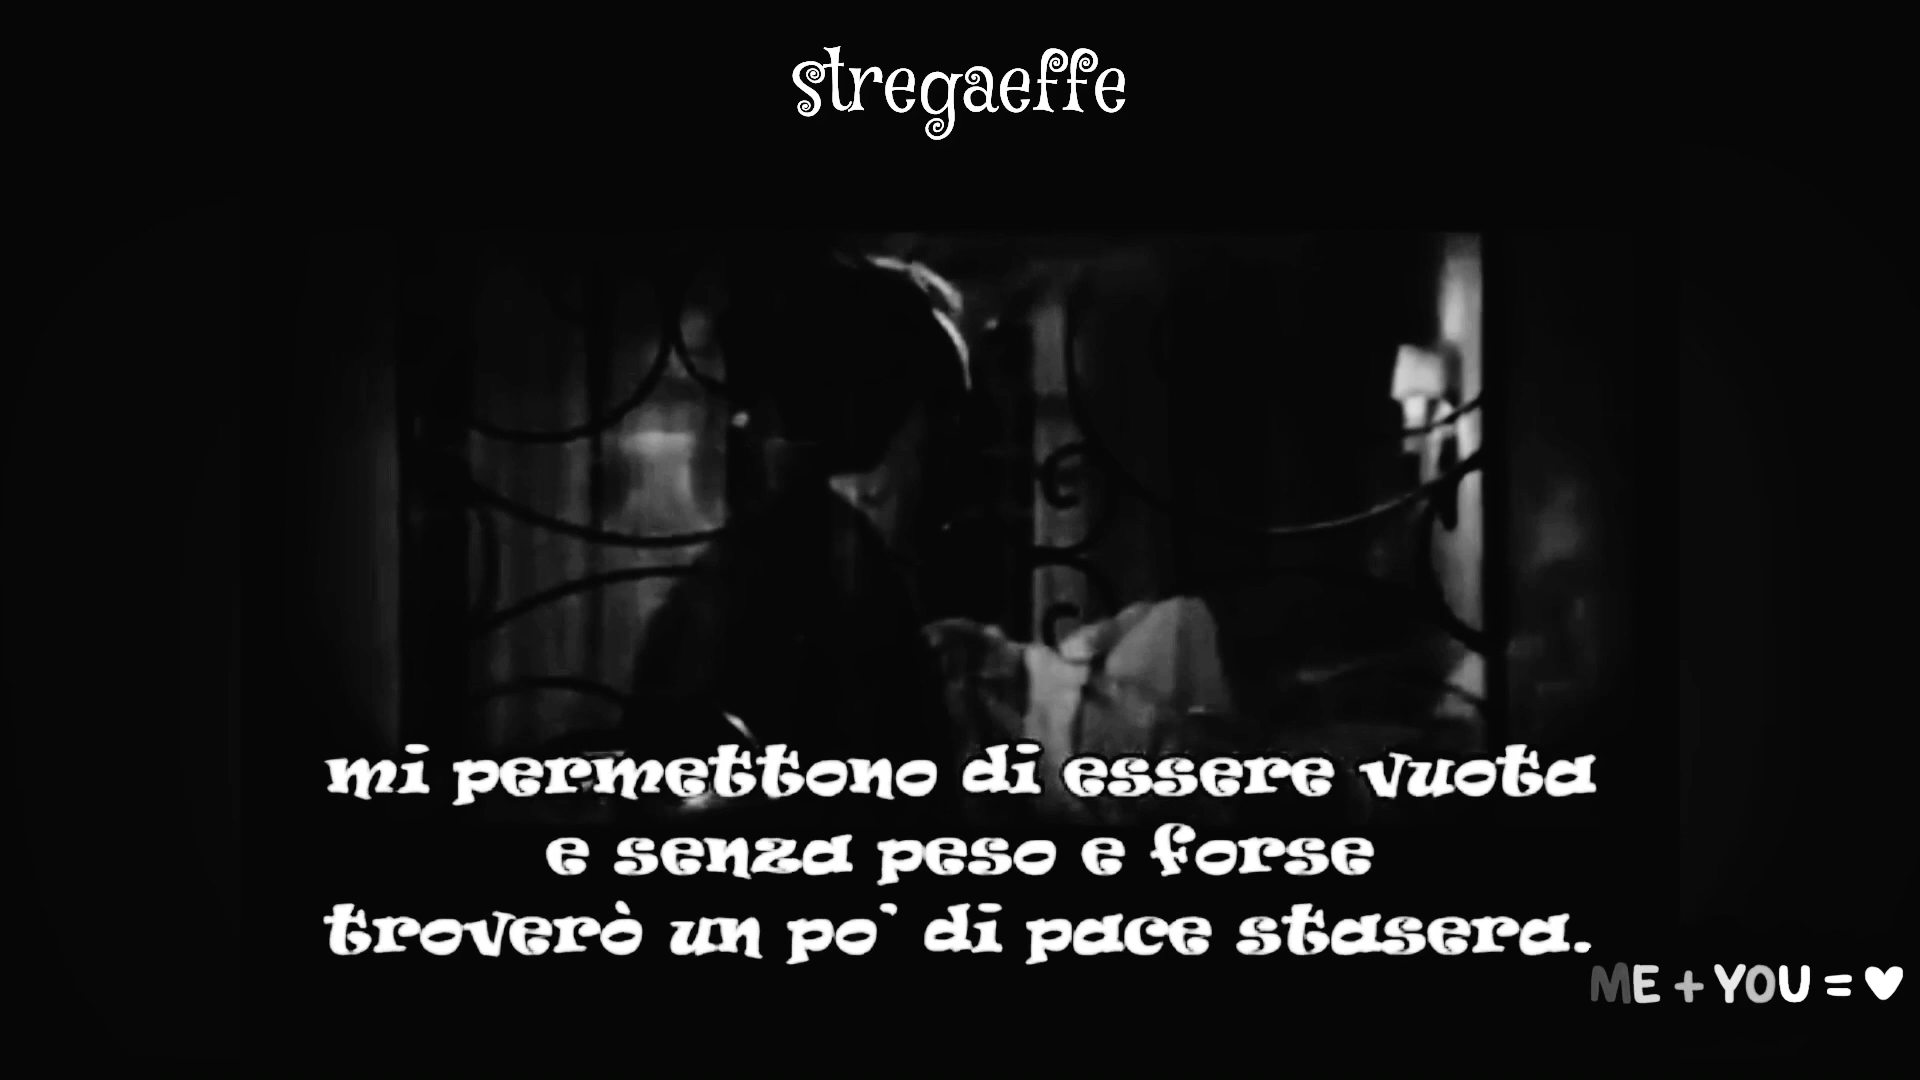 stregaeffe
mi permettono di essere vuota
e senza peso e forse
troverò un po' di pace stasera.
ME + YOU = ♥